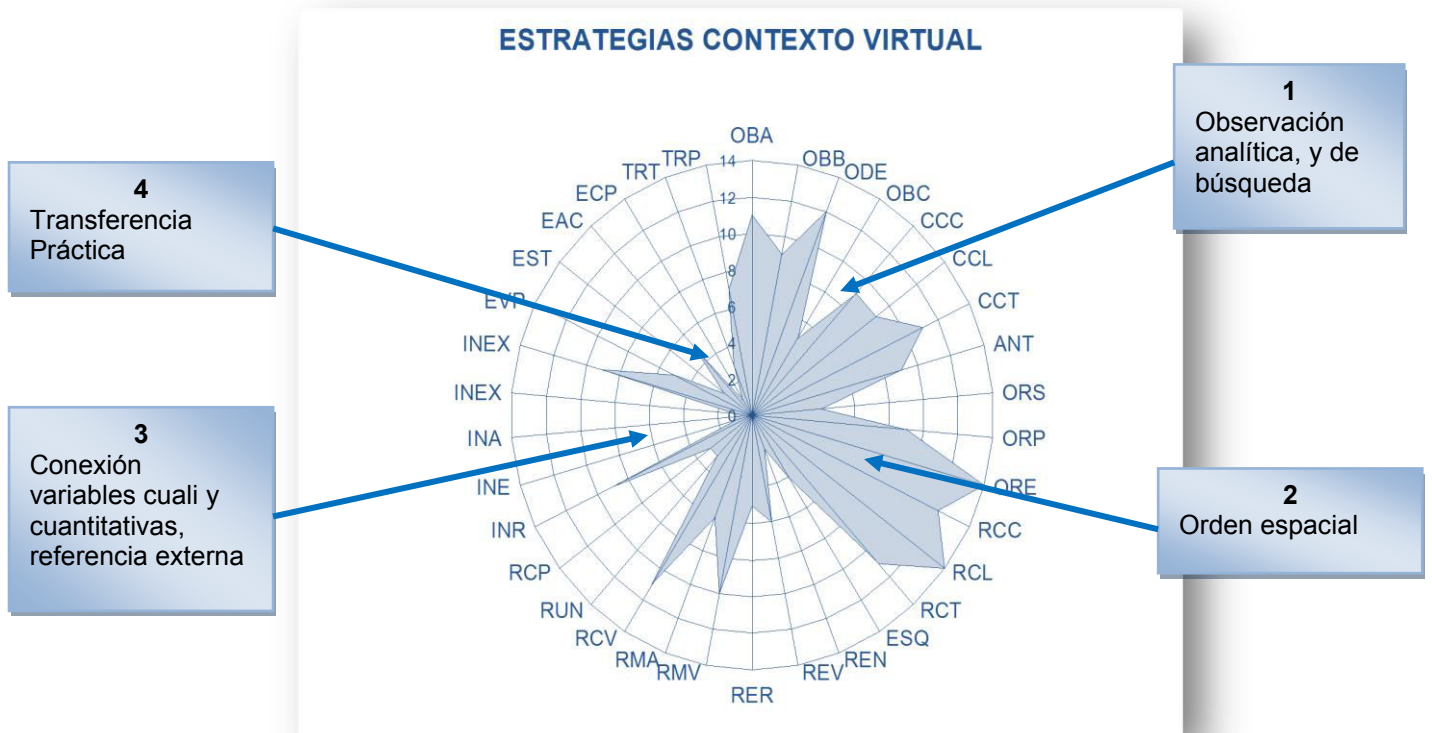 ESTRATEGIAS CONTEXTO VIRTUAL
1
Observación
analítica, y de
búsqueda
4
Transferencia
Práctica
3
Conexión
variables cuali y
cuantitativas,
referencia externa
2
Orden espacial
OBA
OBB
ODE
OBC
CCC
CCL
CCT
ANT
ORS
ORP
ORE
RCC
RCL
RCT
ESQ
REN
REV
RER
RMV
RMA
RCV
RUN
RCP
INR
INE
INA
INEX
INEX
EVP
EST
EAC
ECP
TRT
TRP
14
12
10
8
6
4
2
0